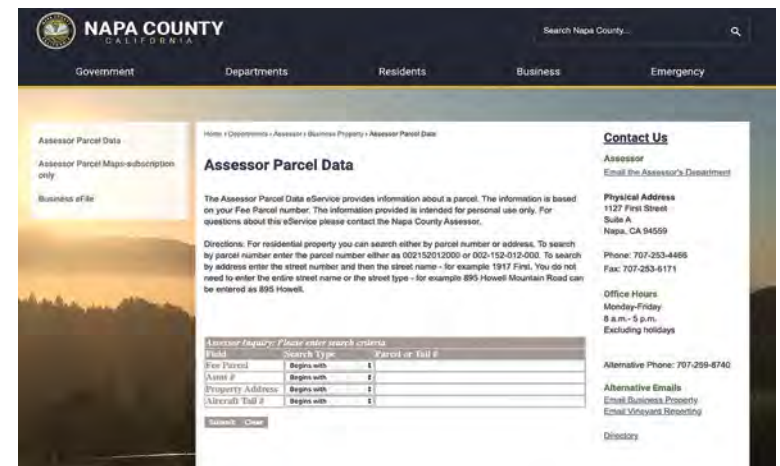 NAPA COUNTY
CALIFORNIA
Search Napa County...
Government
Departments
Residents
Business
Emergency
Assessor Parcel Data
Assessor Parcel Maps-subscription
only
Business eFile
Home › Departments › Assessor › Business Property › Assessor Parcel Data
Assessor Parcel Data
The Assessor Parcel Data eService provides information about a parcel. The information is based
on your Fee Parcel number. The information provided is intended for personal use only. For
questions about this eService please contact the Napa County Assessor.
Directions: For residential property you can search either by parcel number or address. To search
by parcel number enter the parcel number either as 002152012000 or 002-152-012-000. To search
by address enter the street number and then the street name - for example 1917 First. You do not
need to enter the entire street name or the street type - for example 895 Howell Mountain Road can
be entered as 895 Howell.
Assessor Inquiry: Please enter search criteria
Field Search Type Parcel or Tail #
Fee Parcel Begins with
Asmt # Begins with
Property Address Begins with
Aircraft Tail # Begins with
Submit Clear
Contact Us
Assessor
Email the Assessor's Department
Physical Address
1127 First Street
Suite A
Napa, CA 94559
Phone: 707-253-4466
Fax: 707-253-6171
Office Hours
Monday-Friday
8 a.m.- 5 p.m.
Excluding holidays
Alternative Phone: 707-259-8740
Alternative Emails
Email Business Property
Email Vineyard Reporting
Directory